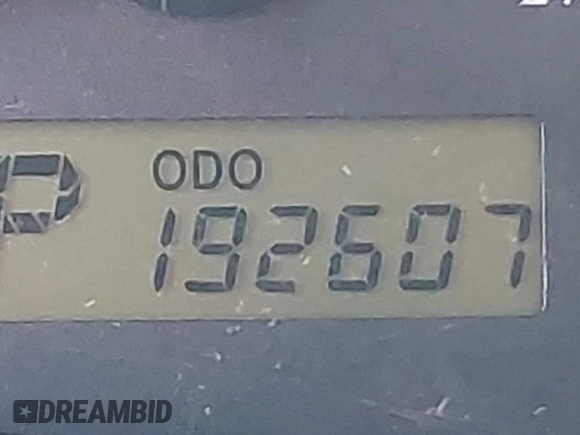 ODO
P 192607
DREAMBID